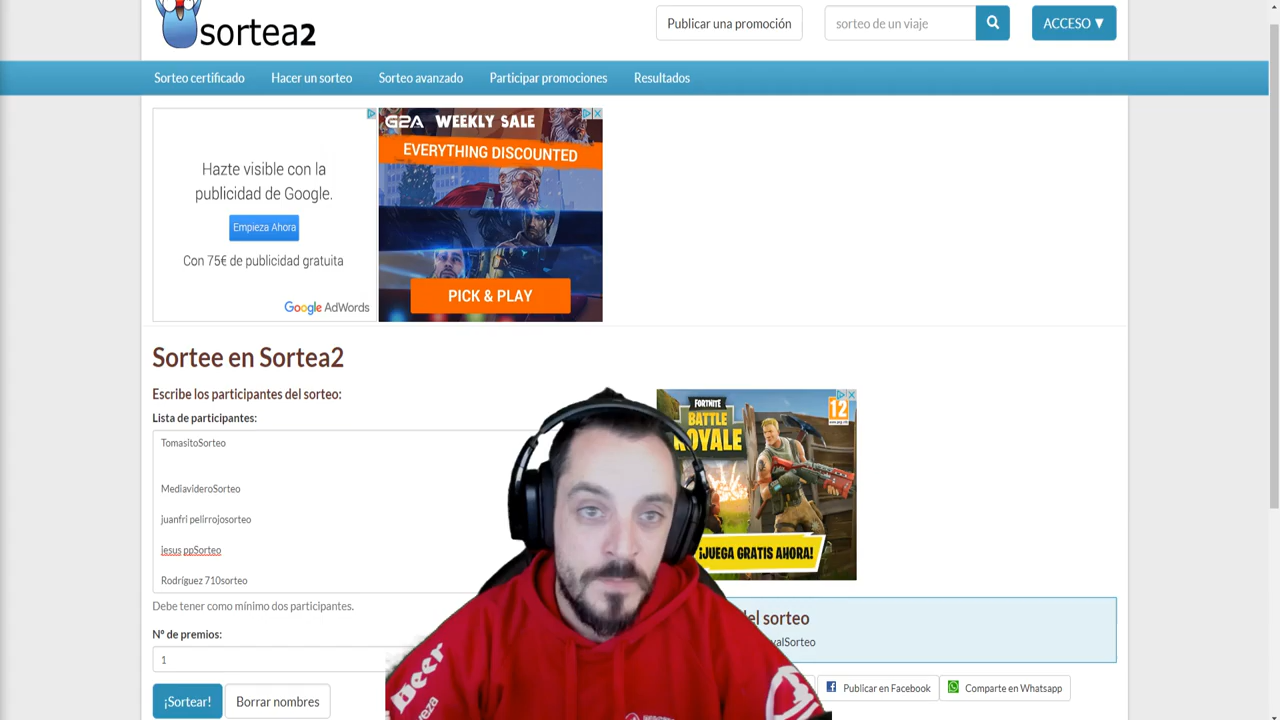 sortea2
Publicar una promoción
sorteo de un viaje
ACCESO ▼
Sorteo certificado
Hacer un sorteo
Sorteo avanzado
Participar promociones
Resultados
Hazte visible con la
publicidad de Google.
Empieza Ahora
Con 75€ de publicidad gratuita
Google AdWords
G2A WEEKLY SALE
EVERYTHING DISCOUNTED
PICK & PLAY
Sortee en Sortea2
Escribe los participantes del sorteo:
Lista de participantes:
TomasitoSorteo
MediavideroSorteo
juanfri pelirrojosorteo
jesus ppSorteo
Rodríguez 710sorteo
Debe tener como mínimo dos participantes.
Nº de premios:
1
¡Sortear!
Borrar nombres
FORTNITE
BATTLE
ROYALE
12
¡JUEGA GRATIS AHORA!
del sorteo
valSorteo
Publicar en Facebook
Comparte en Whatsapp
Beer